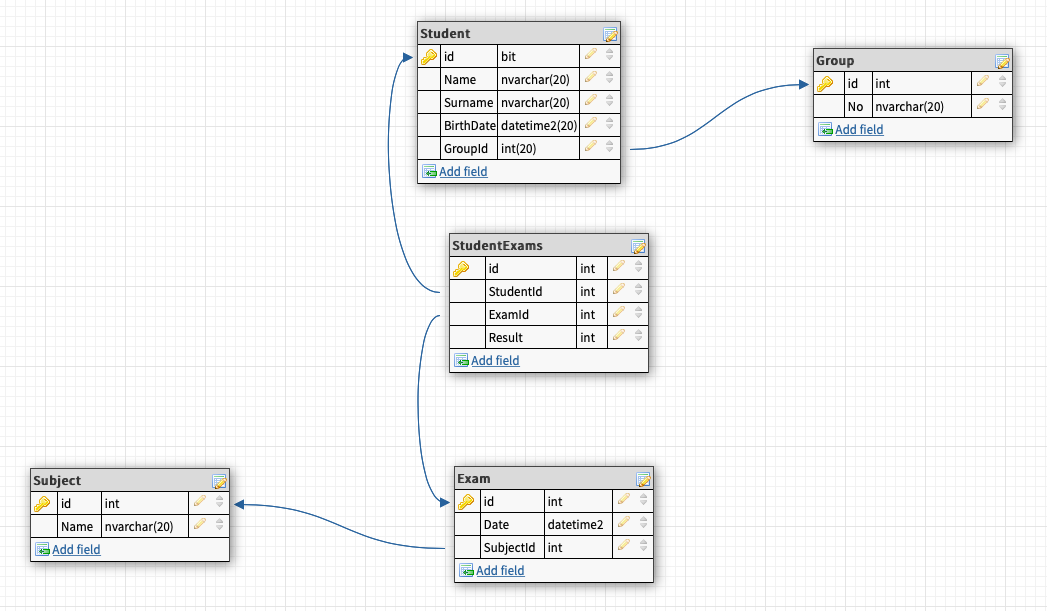 Student
id bit
Name nvarchar(20)
Surname nvarchar(20)
BirthDate datetime2(20)
GroupId int(20)
Add field
Group
id int
No nvarchar(20)
Add field
StudentExams
id int
StudentId int
ExamId int
Result int
Add field
Subject
id int
Name nvarchar(20)
Add field
Exam
id int
Date datetime2
SubjectId int
Add field